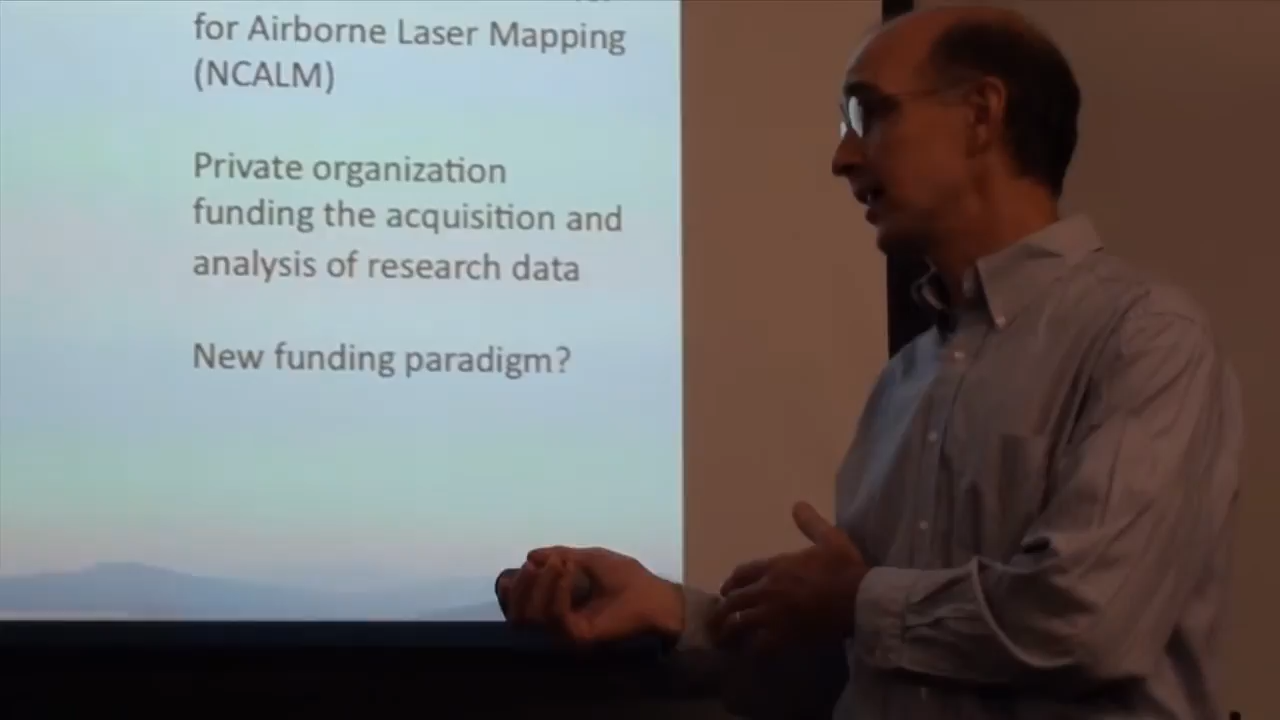 for Airborne Laser Mapping
(NCALM)
Private organization
funding the acquisition and
analysis of research data
New funding paradigm?